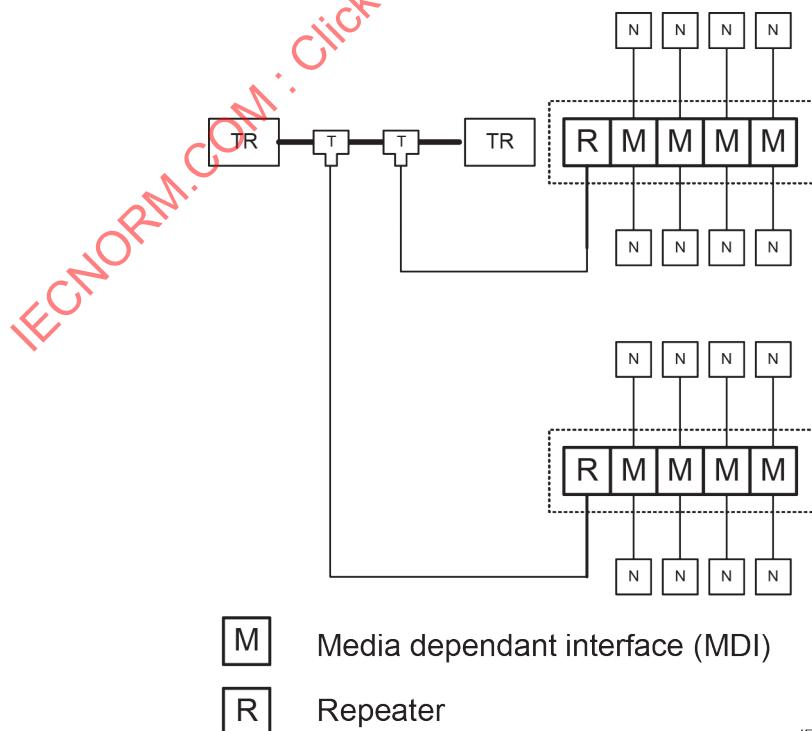 N N N N
TR T T TR
R M M M M
N N N N
N N N N
R M M M M
N N N N
M Media dependant interface (MDI)
R Repeater
IECNORM.COM : Click